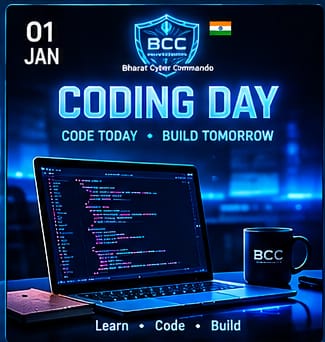 01
JAN
BCC
Bharat Cyber Commando
CODING DAY
CODE TODAY • BUILD TOMORROW
BCC
Learn • Code • Build